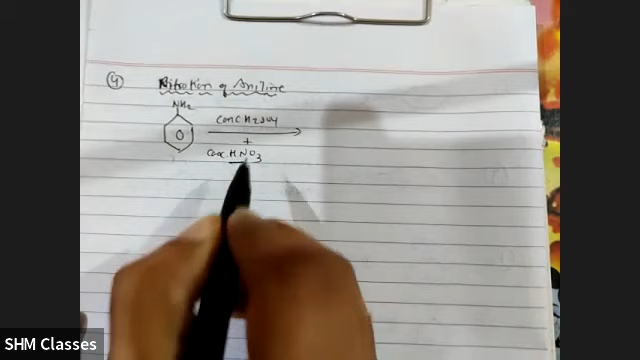 4 Nitration of Aniline
NH2
conc H2SO4
+
conc. HNO3
SHM Classes